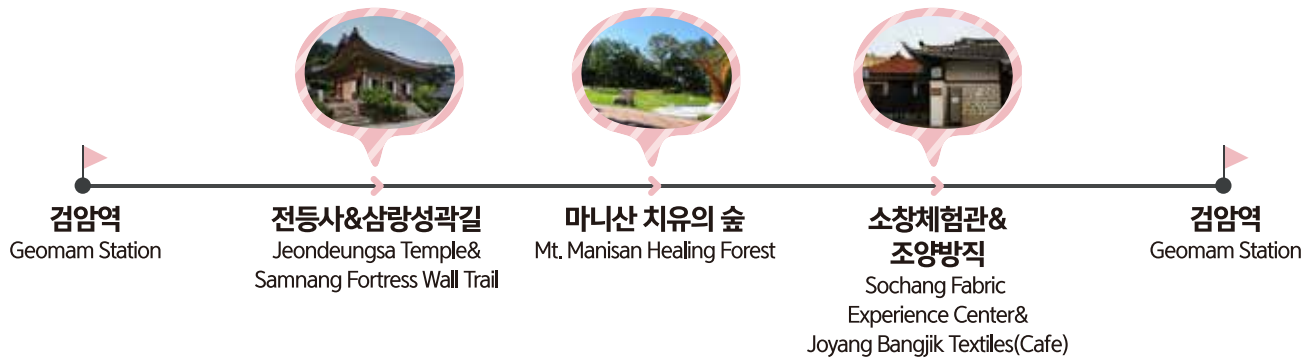 검암역
Geomam Station
전등사&삼랑성곽길
Jeondeungsa Temple&
Samnang Fortress Wall Trail
마니산 치유의 숲
Mt. Manisan Healing Forest
소창체험관&
조양방직
Sochang Fabric
Experience Center&
Joyang Bangjik Textiles(Cafe)
검암역
Geomam Station